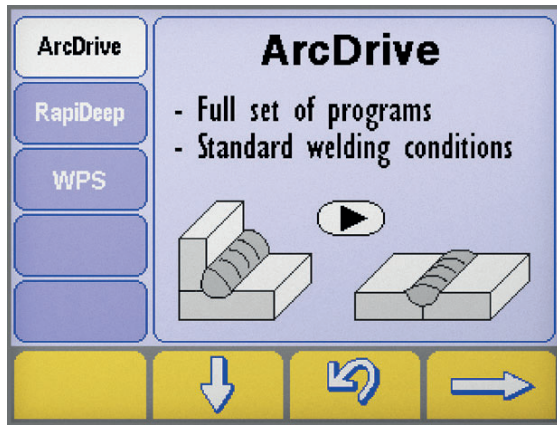 ArcDrive
RapiDeep
WPS
ArcDrive
- Full set of programs
- Standard welding conditions